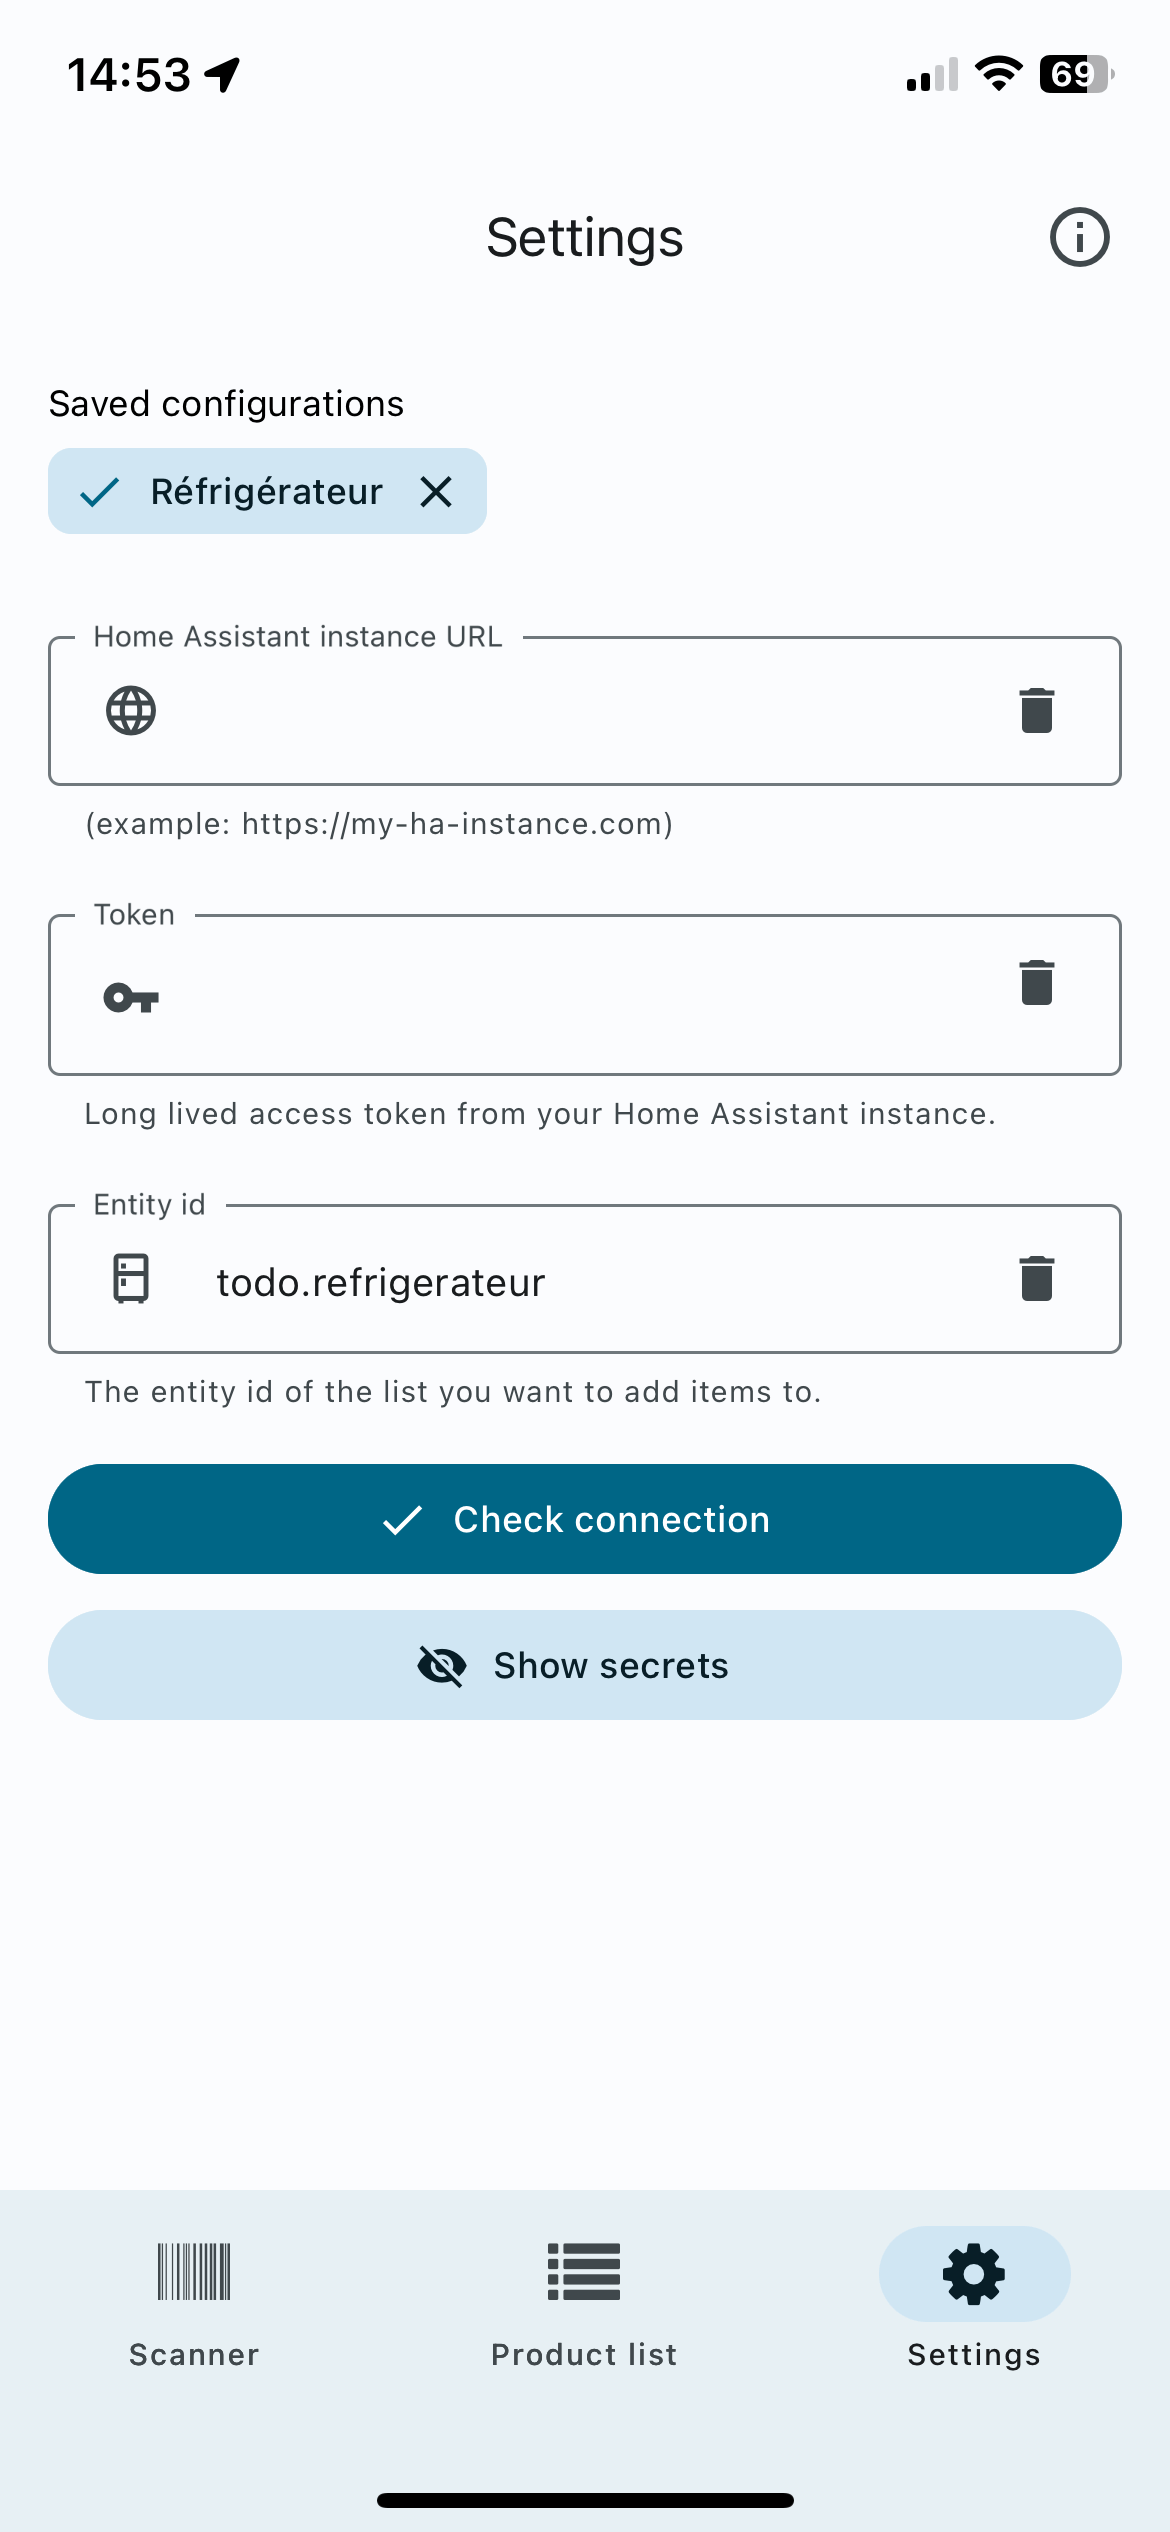 14:53
69
Settings
Saved configurations
Réfrigérateur
Home Assistant instance URL
(example: https://my-ha-instance.com)
Token
Long lived access token from your Home Assistant instance.
Entity id
todo.refrigerateur
The entity id of the list you want to add items to.
Check connection
Show secrets
Scanner
Product list
Settings